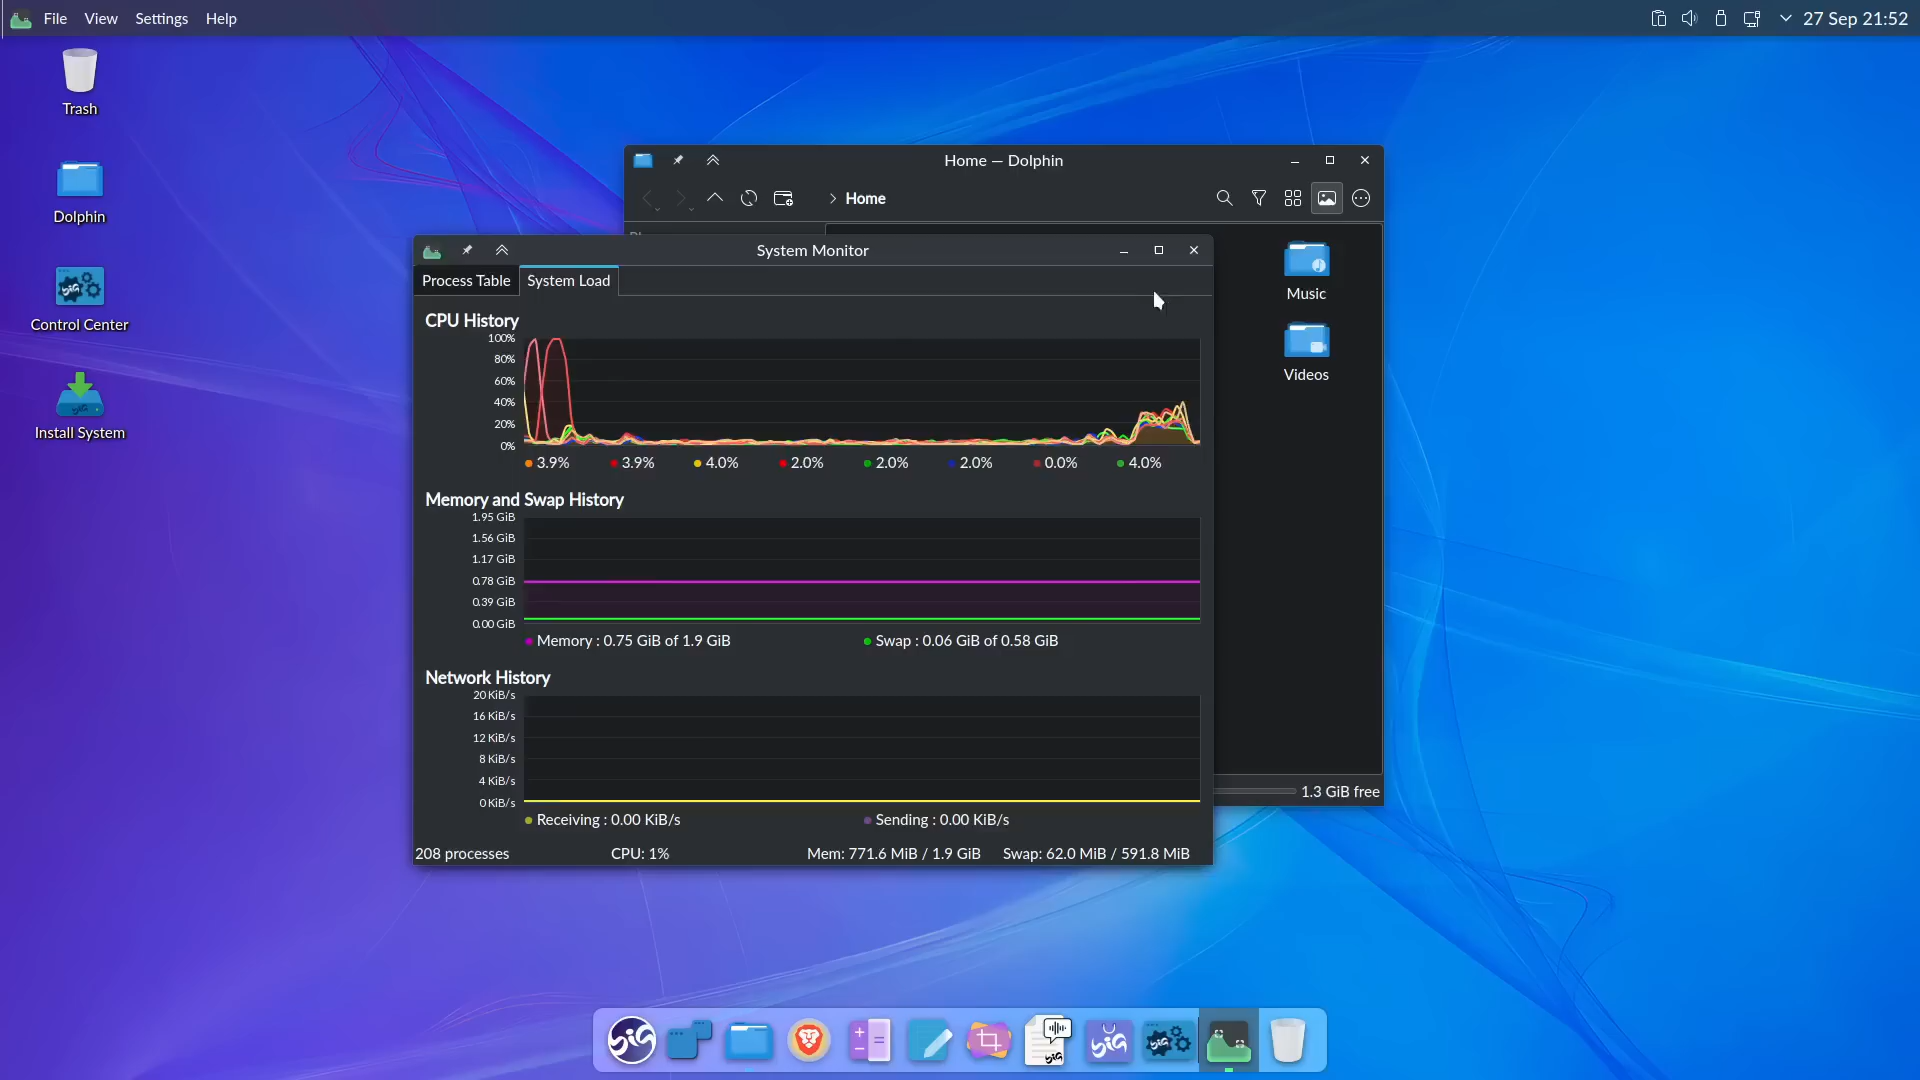 File View Settings Help
27 Sep 21:52
Trash
Dolphin
Control Center
Install System
Home — Dolphin
Home
Music
Videos
1.3 GiB free
System Monitor
Process Table System Load
CPU History
100%
80%
60%
40%
20%
0%
3.9% 3.9% 4.0% 2.0% 2.0% 2.0% 0.0% 4.0%
Memory and Swap History
1.95 GiB
1.56 GiB
1.17 GiB
0.78 GiB
0.39 GiB
0.00 GiB
Memory : 0.75 GiB of 1.9 GiB Swap : 0.06 GiB of 0.58 GiB
Network History
20 KiB/s
16 KiB/s
12 KiB/s
8 KiB/s
4 KiB/s
0 KiB/s
Receiving : 0.00 KiB/s Sending : 0.00 KiB/s
208 processes CPU: 1% Mem: 771.6 MiB / 1.9 GiB Swap: 62.0 MiB / 591.8 MiB